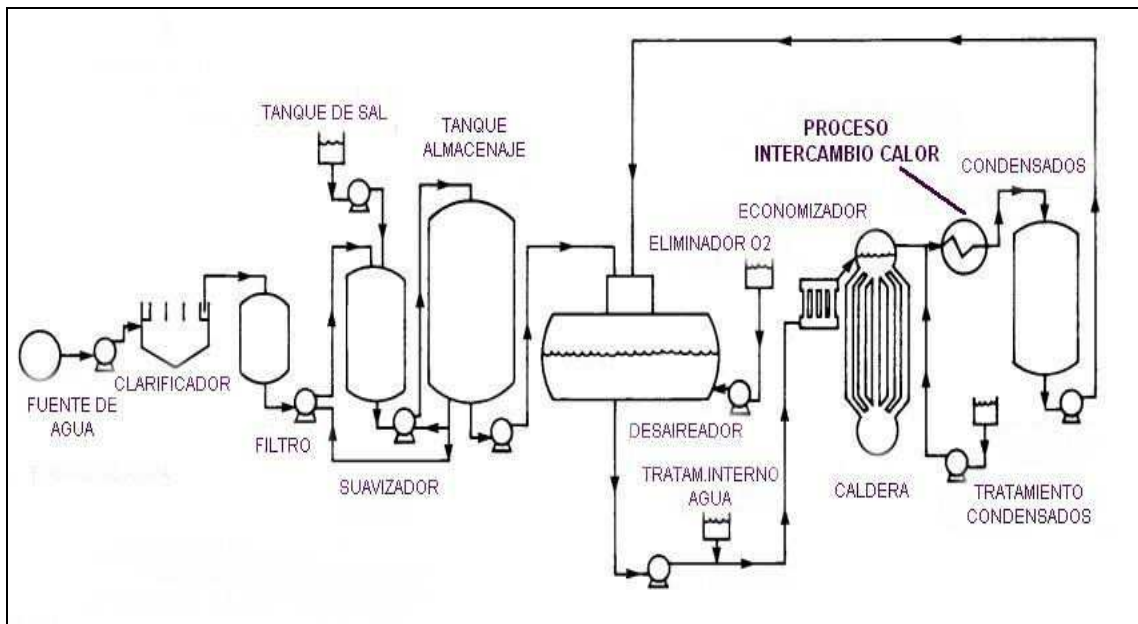 TANQUE DE SAL
TANQUE
ALMACENAJE
PROCESO
INTERCAMBIO CALOR
CONDENSADOS
ECONOMIZADOR
ELIMINADOR O2
CLARIFICADOR
FUENTE DE
AGUA
FILTRO
SUAVIZADOR
DESAIREADOR
TRATAM.INTERNO
AGUA
CALDERA
TRATAMIENTO
CONDENSADOS